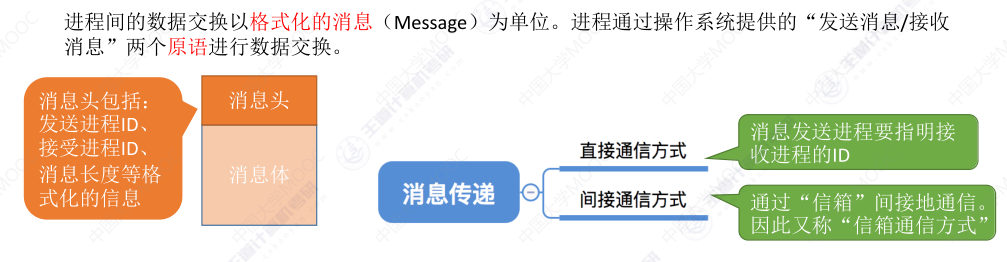 进程间的数据交换以格式化的消息（Message）为单位。进程通过操作系统提供的“发送消息/接收
消息”两个原语进行数据交换。
消息头包括：
发送进程ID、
接受进程ID、
消息长度等格
式化的信息
消息头
消息体
消息传递
直接通信方式
消息发送进程要指明接
收进程的ID
间接通信方式
通过“信箱”间接地通信。
因此又称“信箱通信方式”